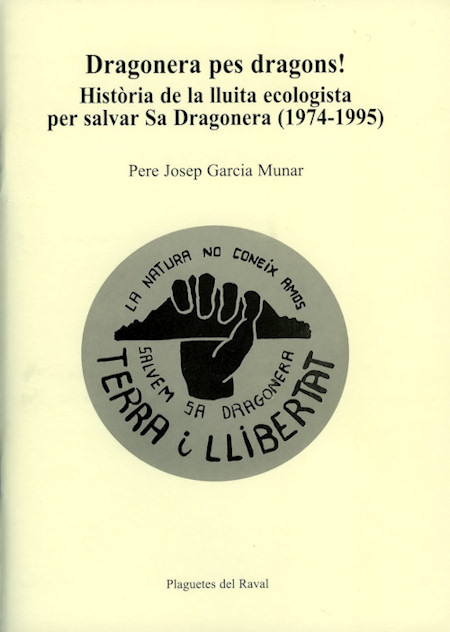 Dragonera pes dragons!
Història de la lluita ecologista
per salvar Sa Dragonera (1974-1995)
Pere Josep Garcia Munar
LA NATURA NO CONEIX AMOS
SALVEM SA DRAGONERA
TERRA i LLIBERTAT
Plaguetes del Raval